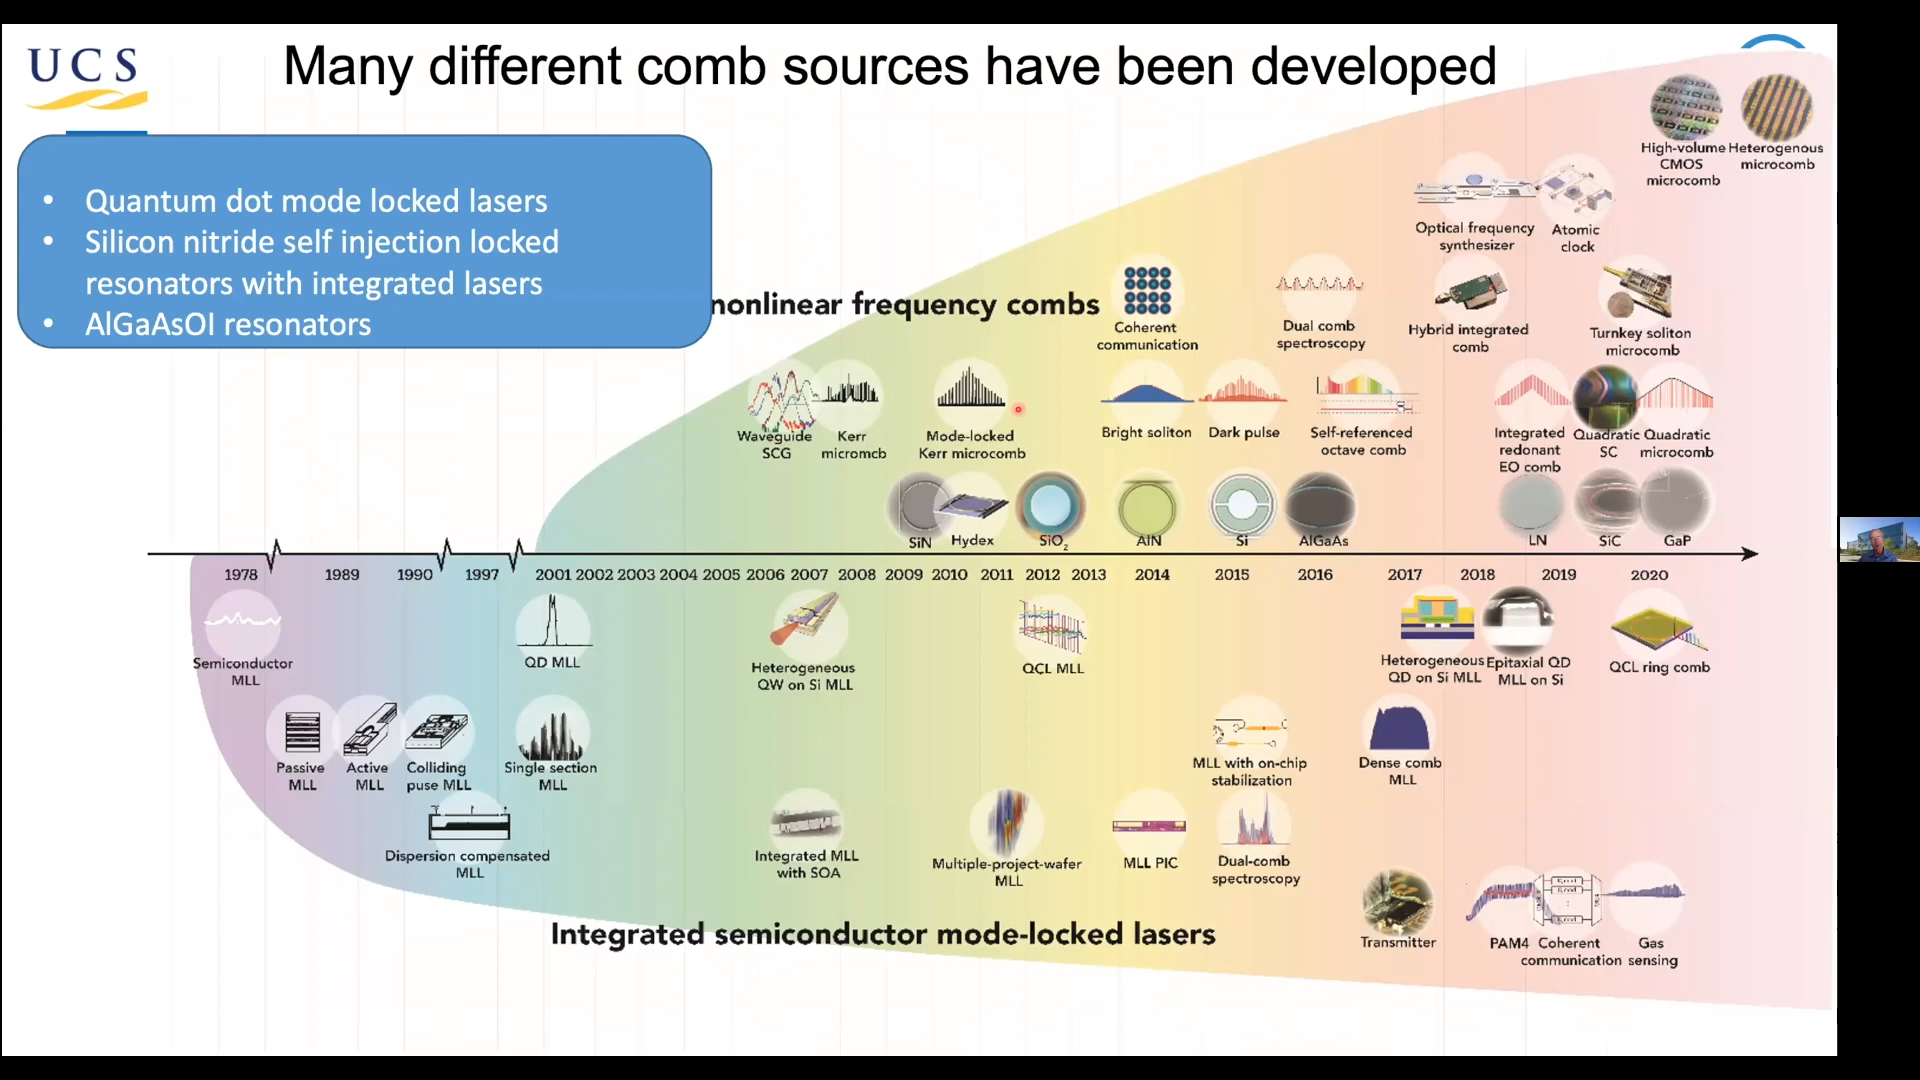 UCS
Many different comb sources have been developed
• Quantum dot mode locked lasers
• Silicon nitride self injection locked
resonators with integrated lasers
• AlGaAsOI resonators
nonlinear frequency combs
High-volume
CMOS
microcomb
Heterogenous
microcomb
Optical frequency
synthesizer
Atomic
clock
Coherent
communication
Dual comb
spectroscopy
Hybrid integrated
comb
Turnkey soliton
microcomb
Waveguide
SCG
Kerr
micromcb
Mode-locked
Kerr microcomb
Bright soliton
Dark pulse
Self-referenced
octave comb
Integrated
redonant
EO comb
Quadratic
SC
Quadratic
microcomb
SiN
Hydex
SiO2
AlN
Si
AlGaAs
LN
SiC
GaP
1978 1989 1990 1997 2001 2002 2003 2004 2005 2006 2007 2008 2009 2010 2011 2012 2013 2014 2015 2016 2017 2018 2019 2020
Semiconductor
MLL
QD MLL
Heterogeneous
QW on Si MLL
QCL MLL
Heterogeneous
QD on Si MLL
Epitaxial QD
MLL on Si
QCL ring comb
Passive
MLL
Active
MLL
Colliding
puse MLL
Single section
MLL
MLL with on-chip
stabilization
Dense comb
MLL
Dispersion compensated
MLL
Integrated MLL
with SOA
Multiple-project-wafer
MLL
MLL PIC
Dual-comb
spectroscopy
Transmitter
PAM4
Coherent
communication
Gas
sensing
Integrated semiconductor mode-locked lasers